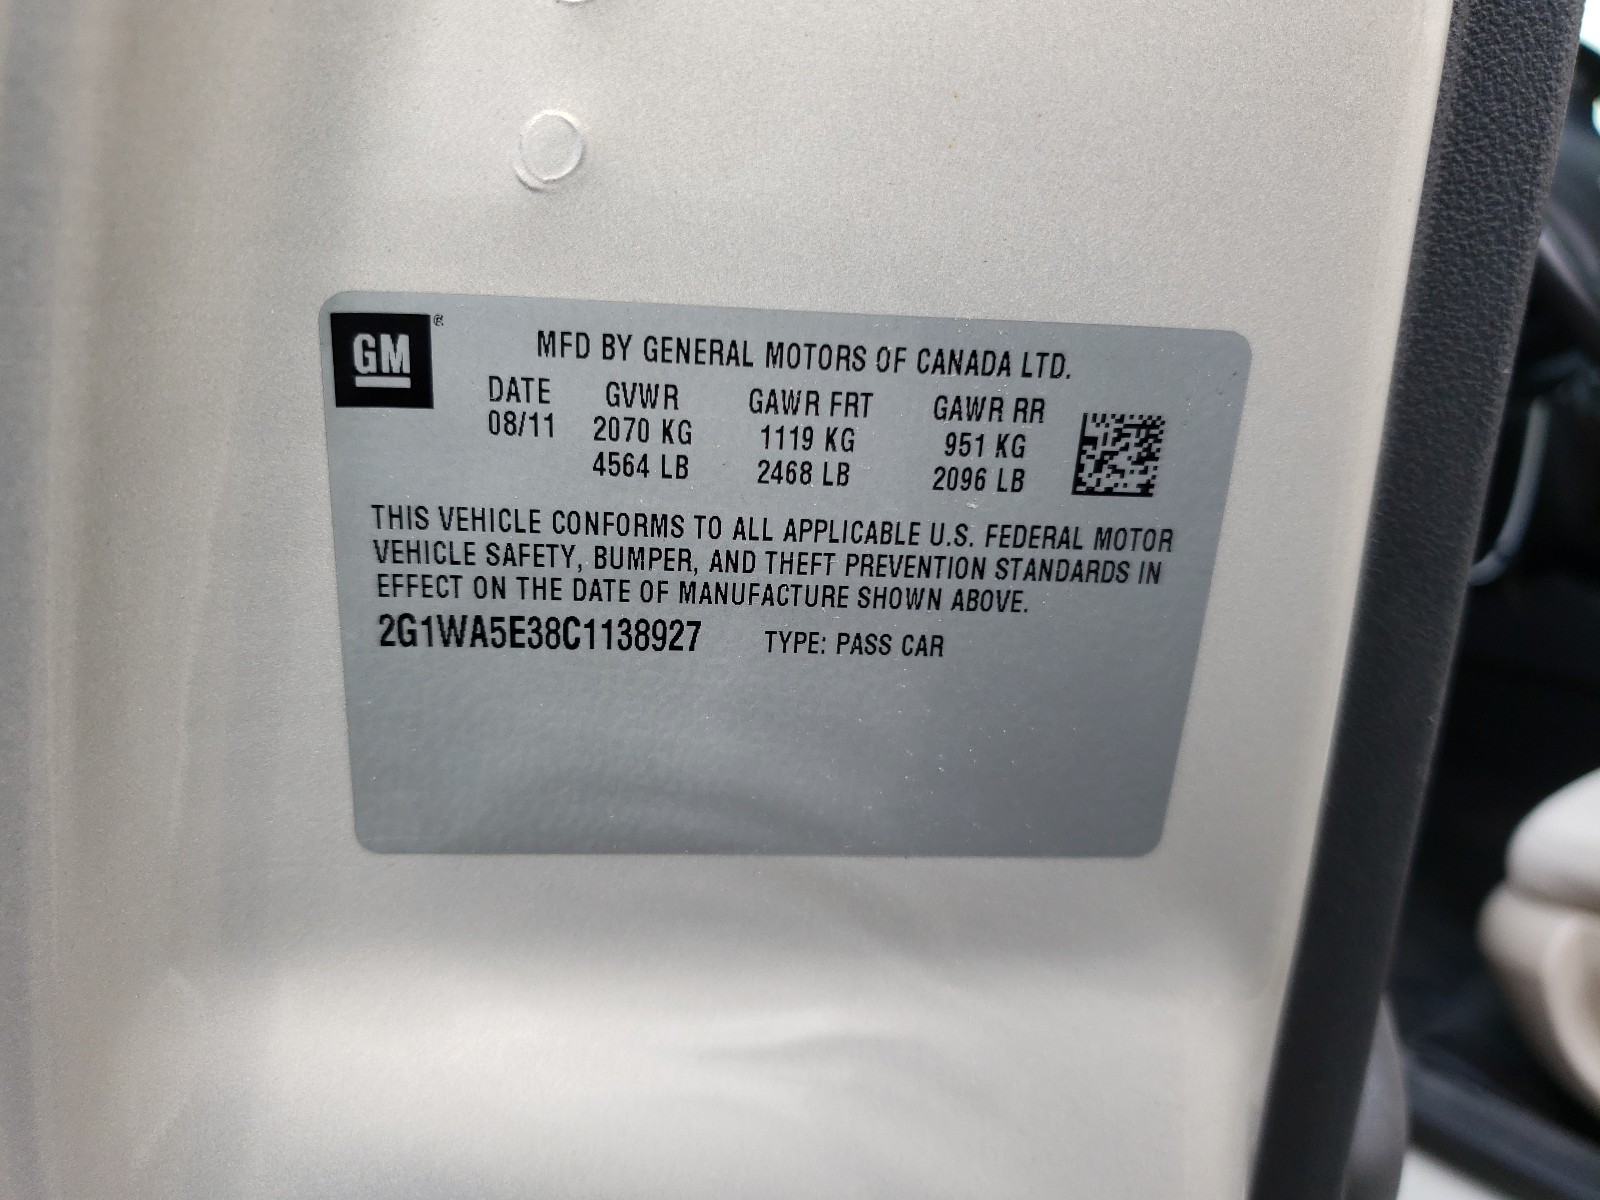 GM ®
MFD BY GENERAL MOTORS OF CANADA LTD.
DATE GVWR GAWR FRT GAWR RR
08/11 2070 KG 1119 KG 951 KG
4564 LB 2468 LB 2096 LB
THIS VEHICLE CONFORMS TO ALL APPLICABLE U.S. FEDERAL MOTOR
VEHICLE SAFETY, BUMPER, AND THEFT PREVENTION STANDARDS IN
EFFECT ON THE DATE OF MANUFACTURE SHOWN ABOVE.
2G1WA5E38C1138927 TYPE: PASS CAR